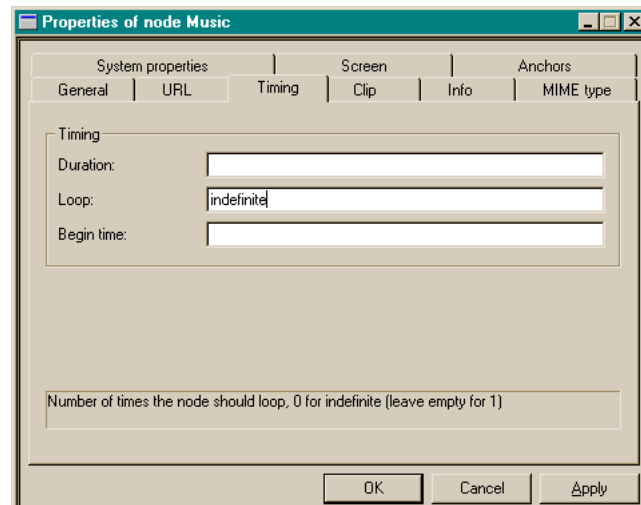 Properties of node Music
System properties Screen Anchors
General URL Timing Clip Info MIME type
Timing
Duration:
Loop: indefinite
Begin time:
Number of times the node should loop, 0 for indefinite (leave empty for 1)
OK Cancel Apply